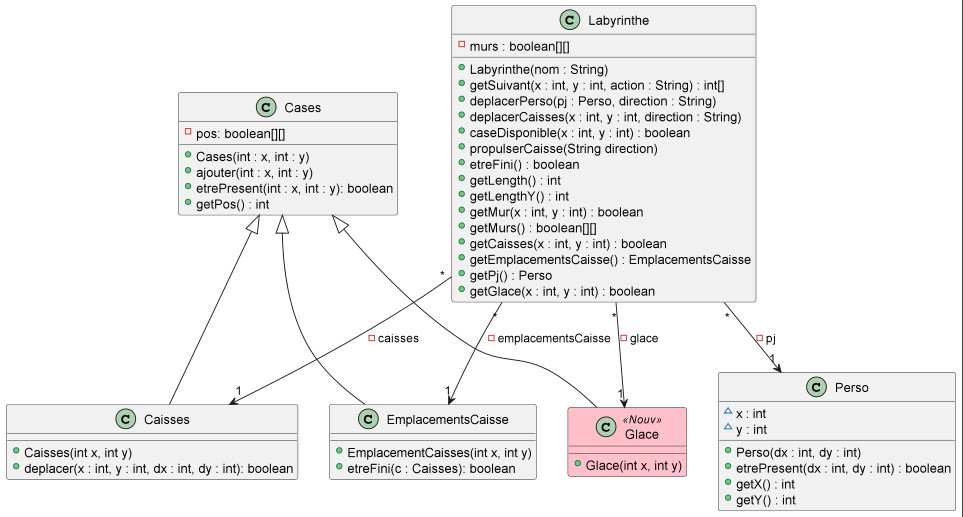 C Labyrinthe
murs : boolean[][]
Labyrinthe(nom : String)
getSuivant(x : int, y : int, action : String) : int[]
deplacerPerso(pj : Perso, direction : String)
deplacerCaisses(x : int, y : int, direction : String)
caseDisponible(x : int, y : int) : boolean
propulserCaisse(String direction)
etreFini() : boolean
getLength() : int
getLengthY() : int
getMur(x : int, y : int) : boolean
getMurs() : boolean[][]
getCaisses(x : int, y : int) : boolean
getEmplacementsCaisse() : EmplacementsCaisse
getPj() : Perso
getGlace(x : int, y : int) : boolean
C Cases
pos: boolean[][]
Cases(int : x, int : y)
ajouter(int : x, int : y)
etrePresent(int : x, int : y): boolean
getPos() : int
* caisses 1
* emplacementsCaisse 1
* glace 1
* pj 1
C Caisses
Caisses(int x, int y)
deplacer(x : int, y : int, dx : int, dy : int): boolean
C EmplacementsCaisse
EmplacementCaisses(int x, int y)
etreFini(c : Caisses): boolean
C «Nouv»
Glace
Glace(int x, int y)
C Perso
x : int
y : int
Perso(dx : int, dy : int)
etrePresent(dx : int, dy : int) : boolean
getX() : int
getY() : int